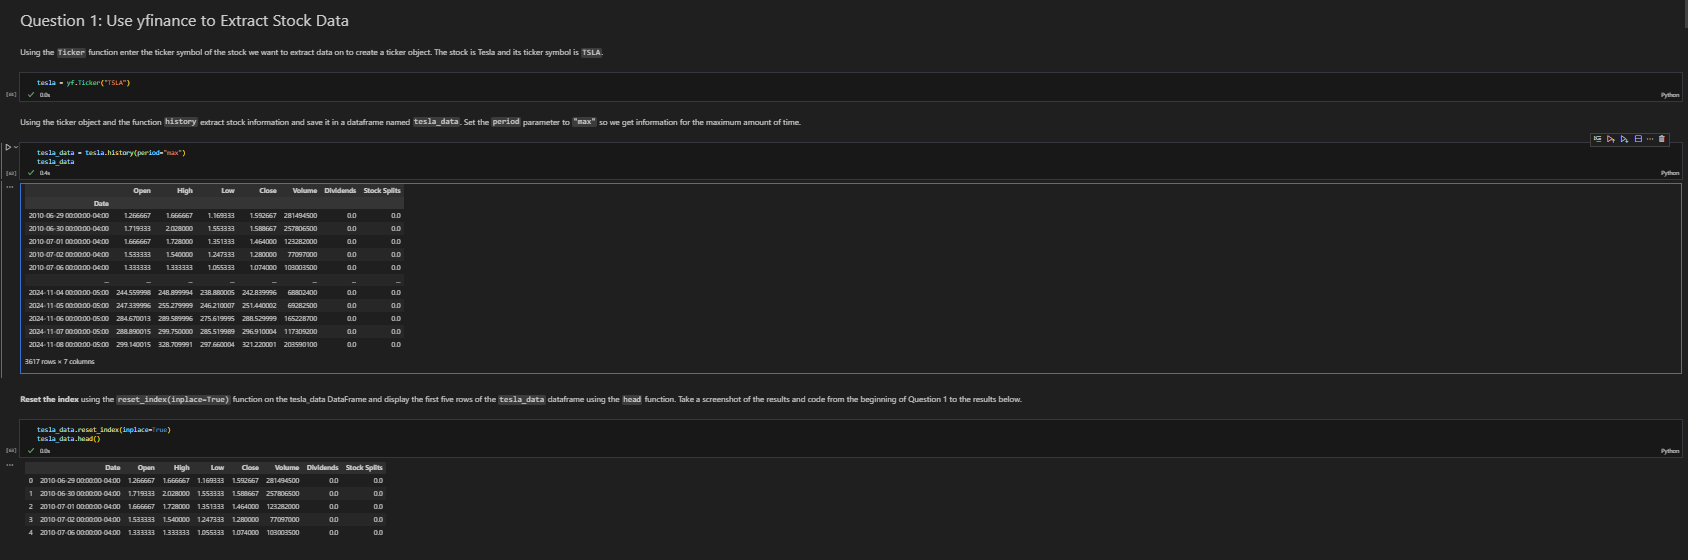 Question 1: Use yfinance to Extract Stock Data
Using the Ticker function enter the ticker symbol of the stock we want to extract data on to create a ticker object. The stock is Tesla and its ticker symbol is TSLA.
tesla = yf.Ticker("TSLA")
0.0s
Python
Using the ticker object and the function history extract stock information and save it in a dataframe named tesla_data. Set the period parameter to "max" so we get information for the maximum amount of time.
tesla_data = tesla.history(period="max")
tesla_data
0.4s
Python
Open High Low Close Volume Dividends Stock Splits
Date
2010-06-29 00:00:00-04:00 1.266667 1.666667 1.169333 1.592667 281494500 0.0 0.0
2010-06-30 00:00:00-04:00 1.719333 2.028000 1.553333 1.588667 257806500 0.0 0.0
2010-07-01 00:00:00-04:00 1.666667 1.728000 1.351333 1.464000 123282000 0.0 0.0
2010-07-02 00:00:00-04:00 1.533333 1.540000 1.247333 1.280000 77097000 0.0 0.0
2010-07-06 00:00:00-04:00 1.333333 1.333333 1.055333 1.074000 103003500 0.0 0.0
... ... ... ... ... ... ... ...
2024-11-04 00:00:00-05:00 244.559998 248.899994 238.880005 242.839996 68802400 0.0 0.0
2024-11-05 00:00:00-05:00 247.339996 255.279999 246.210007 251.440002 69282500 0.0 0.0
2024-11-06 00:00:00-05:00 284.670013 289.589996 275.619995 288.529999 165228700 0.0 0.0
2024-11-07 00:00:00-05:00 288.890015 299.750000 285.519989 296.910004 117309200 0.0 0.0
2024-11-08 00:00:00-05:00 299.140015 328.709991 297.660004 321.220001 203590100 0.0 0.0
3617 rows × 7 columns
Reset the index using the reset_index(inplace=True) function on the tesla_data DataFrame and display the first five rows of the tesla_data dataframe using the head function. Take a screenshot of the results and code from the beginning of Question 1 to the results below.
tesla_data.reset_index(inplace=True)
tesla_data.head()
0.0s
Python
Date Open High Low Close Volume Dividends Stock Splits
0 2010-06-29 00:00:00-04:00 1.266667 1.666667 1.169333 1.592667 281494500 0.0 0.0
1 2010-06-30 00:00:00-04:00 1.719333 2.028000 1.553333 1.588667 257806500 0.0 0.0
2 2010-07-01 00:00:00-04:00 1.666667 1.728000 1.351333 1.464000 123282000 0.0 0.0
3 2010-07-02 00:00:00-04:00 1.533333 1.540000 1.247333 1.280000 77097000 0.0 0.0
4 2010-07-06 00:00:00-04:00 1.333333 1.333333 1.055333 1.074000 103003500 0.0 0.0